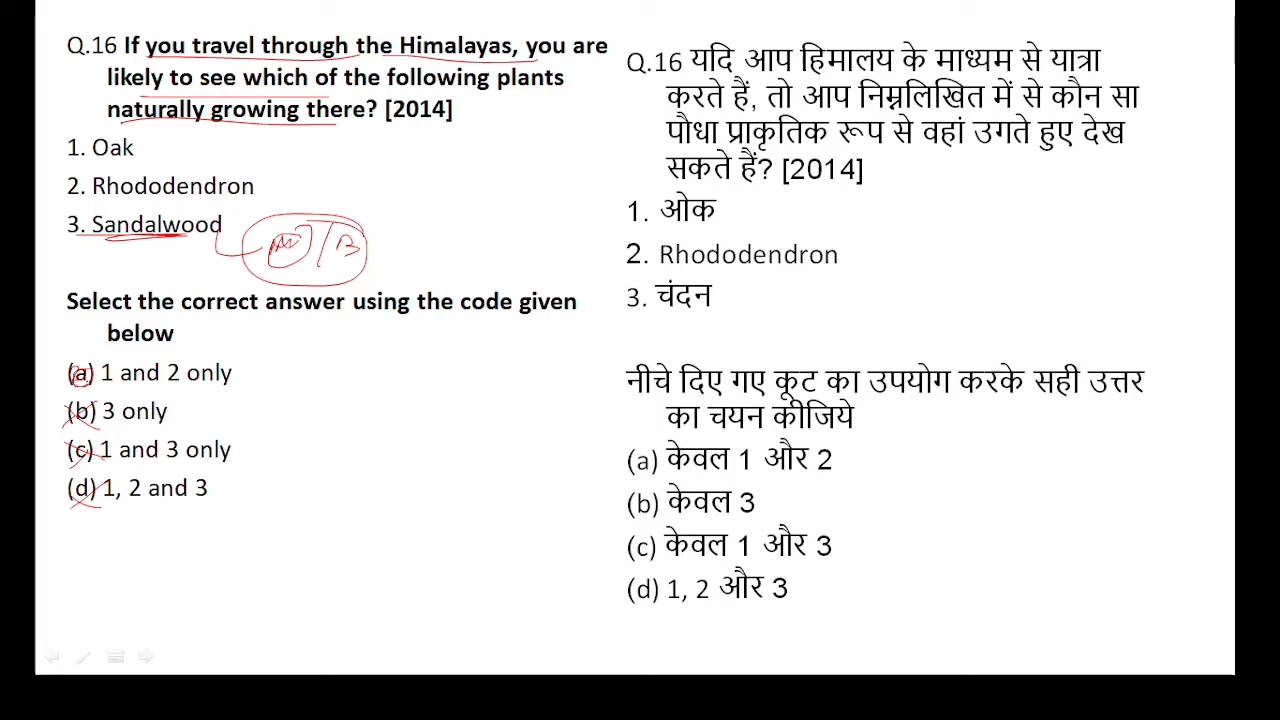 Q.16 If you travel through the Himalayas, you are
likely to see which of the following plants
naturally growing there? [2014]
1. Oak
2. Rhododendron
3. Sandalwood
Select the correct answer using the code given
below
(a) 1 and 2 only
(b) 3 only
(c) 1 and 3 only
(d) 1, 2 and 3
Q.16 यदि आप हिमालय के माध्यम से यात्रा
करते हैं, तो आप निम्नलिखित में से कौन सा
पौधा प्राकृतिक रूप से वहां उगते हुए देख
सकते हैं? [2014]
1. ओक
2. Rhododendron
3. चंदन
नीचे दिए गए कूट का उपयोग करके सही उत्तर
का चयन कीजिये
(a) केवल 1 और 2
(b) केवल 3
(c) केवल 1 और 3
(d) 1, 2 और 3